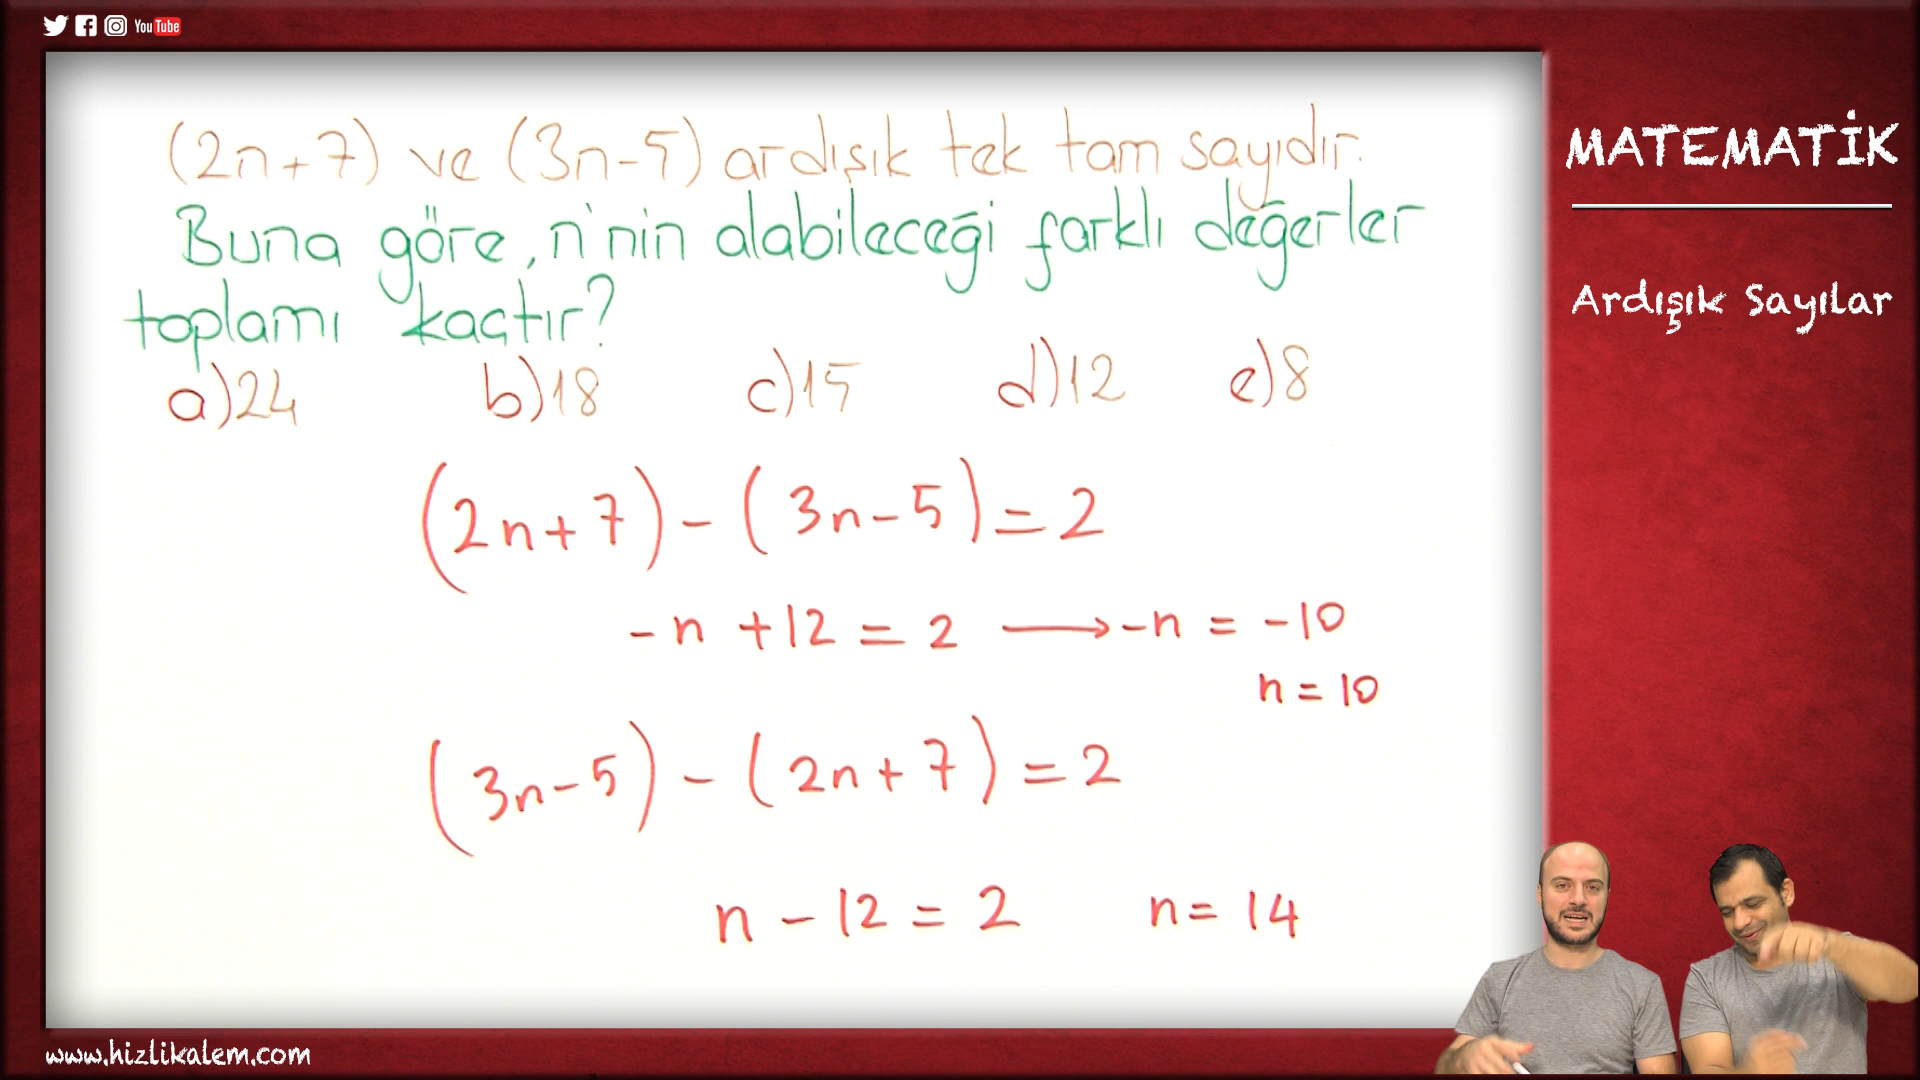 You Tube
(2n+7) ve (3n-5) ardışık tek tam sayıdır.
Buna göre, n'nin alabileceği farklı değerler
toplamı kaçtır?
a)24 b)18 c)15 d)12 e)8
(2n+7) - (3n-5) = 2
-n +12 = 2 → -n = -10
n = 10
(3n-5) - (2n+7) = 2
n - 12 = 2 n = 14
MATEMATİK
Ardışık Sayılar
www.hizlikalem.com